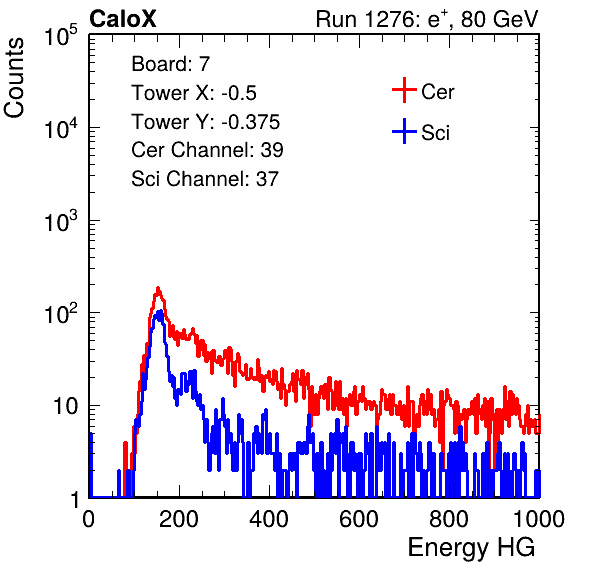 CaloX Run 1276: e⁺, 80 GeV
Counts
10⁵
10⁴
10³
10²
10
1
Board: 7
Tower X: -0.5
Tower Y: -0.375
Cer Channel: 39
Sci Channel: 37
Cer
Sci
0 200 400 600 800 1000
Energy HG